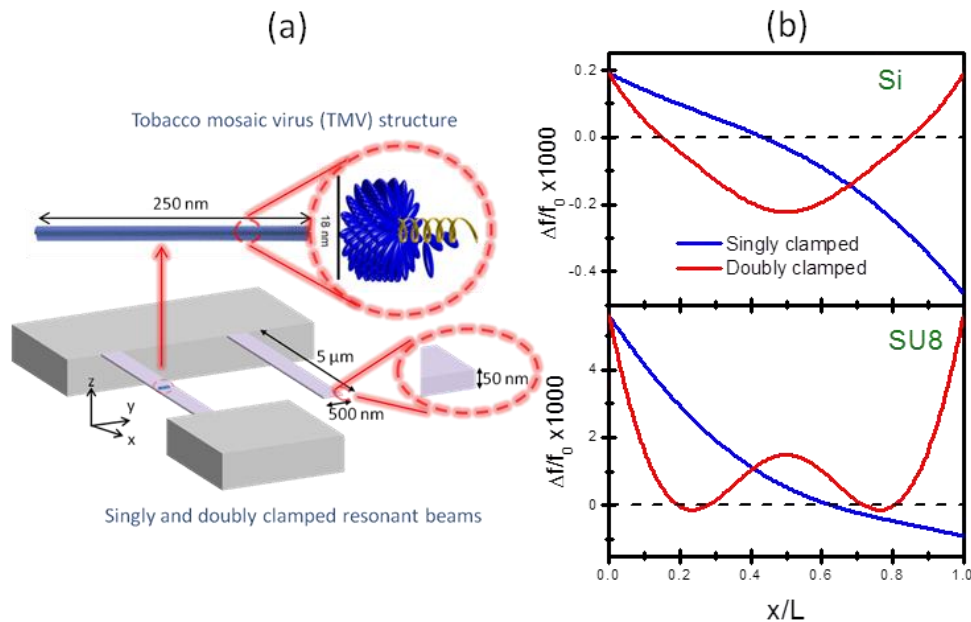 (a)
Tobacco mosaic virus (TMV) structure
250 nm
18 nm
5 μm
50 nm
500 nm
z
y
x
Singly and doubly clamped resonant beams
(b)
Si
0.2
0.0
-0.2
-0.4
Δf/f₀ x1000
Singly clamped
Doubly clamped
SU8
4
2
0
Δf/f₀ x1000
0.0 0.2 0.4 0.6 0.8 1.0
x/L